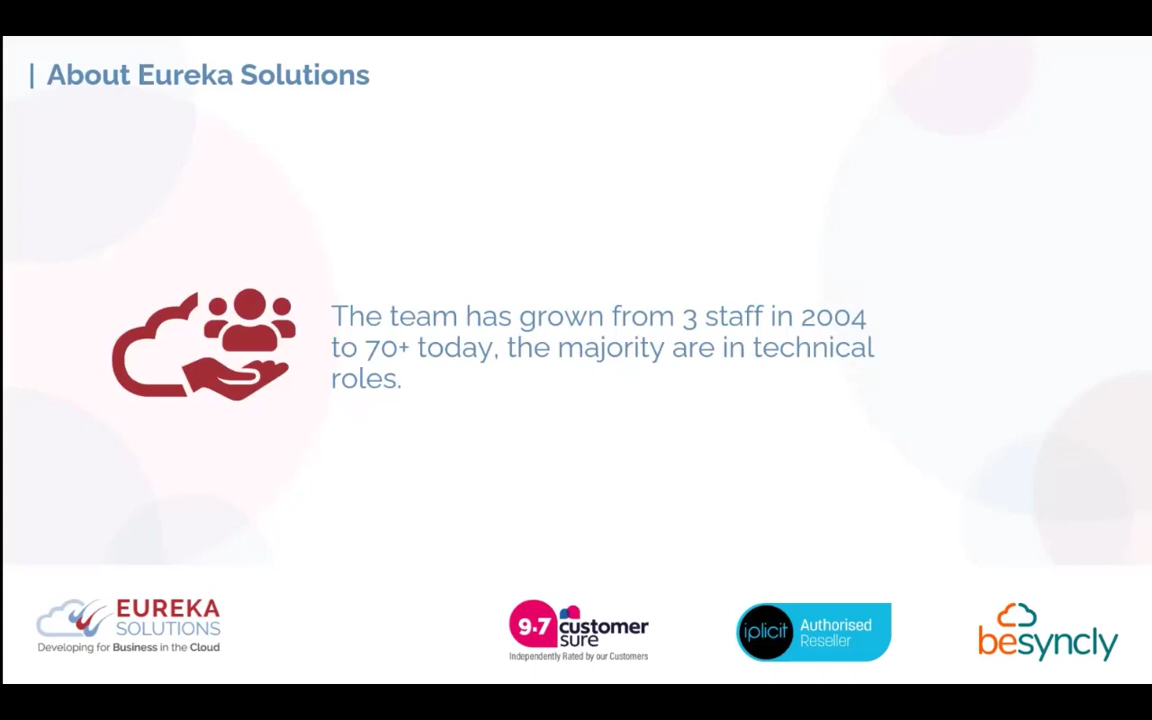 | About Eureka Solutions
The team has grown from 3 staff in 2004
to 70+ today, the majority are in technical
roles.
EUREKA
SOLUTIONS
Developing for Business in the Cloud
9.7 customer
sure
Independently Rated by our Customers
iplicit
Authorised
Reseller
besyncly